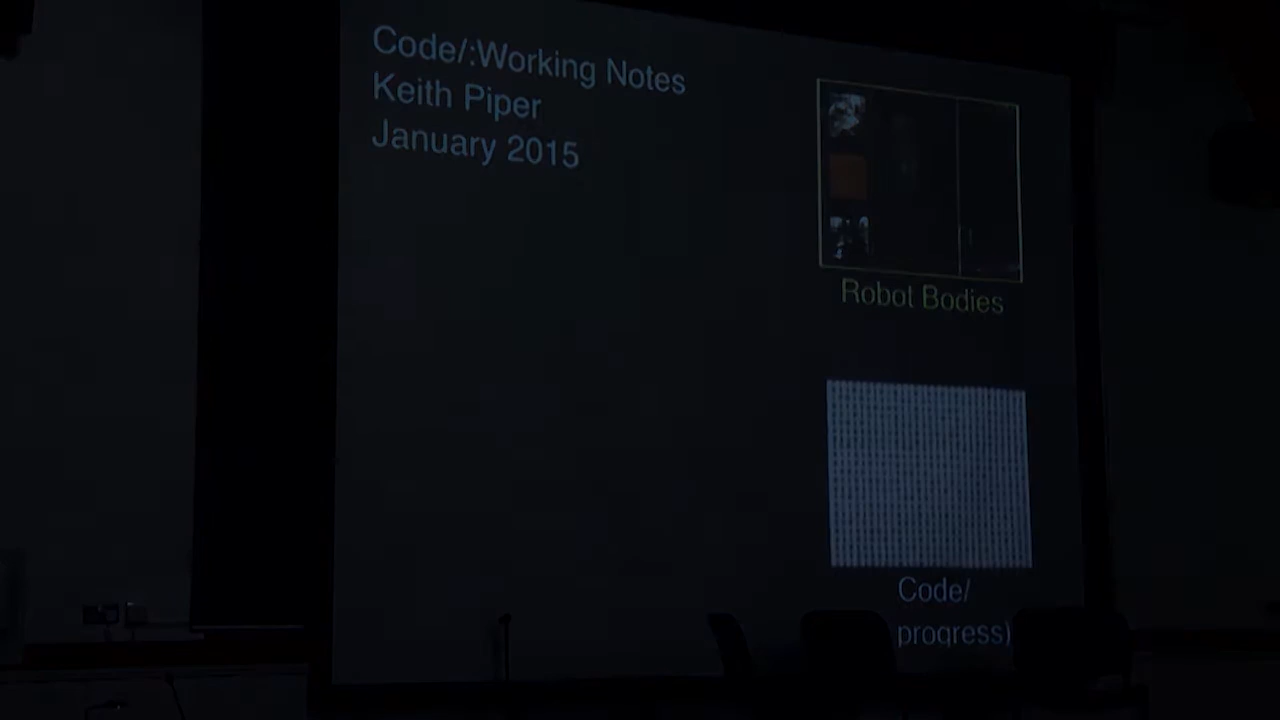 Code/:Working Notes
Keith Piper
January 2015
Robot Bodies
Code/
progress)